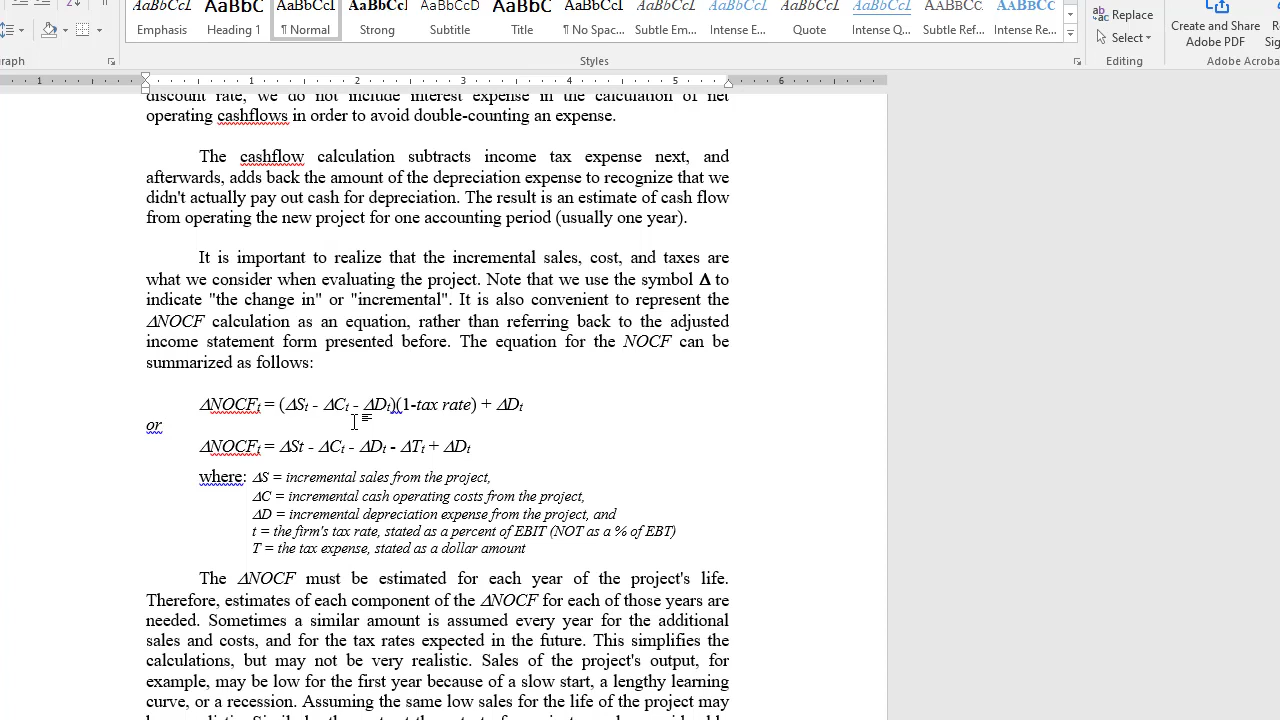 AaBbCcL AaBbC AaBbCcL AaBbCcL AaBbCcD AaBbC AaBbCcL AaBbCcL AaBbCcL AaBbCcL AaBbCcL AABBCC. AaBbCc
Emphasis Heading 1 ¶ Normal Strong Subtitle Title ¶ No Spac... Subtle Em... Intense E... Quote Intense Q... Subtle Ref... Intense Re...
Replace
Select
Create and Share
Adobe PDF
Styles
Editing
Adobe Acroba
1 1 2 3 4 5 6
discount rate, we do not include interest expense in the calculation of net
operating cashflows in order to avoid double-counting an expense.
The cashflow calculation subtracts income tax expense next, and
afterwards, adds back the amount of the depreciation expense to recognize that we
didn't actually pay out cash for depreciation. The result is an estimate of cash flow
from operating the new project for one accounting period (usually one year).
It is important to realize that the incremental sales, cost, and taxes are
what we consider when evaluating the project. Note that we use the symbol Δ to
indicate "the change in" or "incremental". It is also convenient to represent the
ΔNOCF calculation as an equation, rather than referring back to the adjusted
income statement form presented before. The equation for the NOCF can be
summarized as follows:
ΔNOCFt = (ΔSt - ΔCt - ΔDt)(1-tax rate) + ΔDt
or
ΔNOCFt = ΔSt - ΔCt - ΔDt - ΔTt + ΔDt
where: ΔS = incremental sales from the project,
ΔC = incremental cash operating costs from the project,
ΔD = incremental depreciation expense from the project, and
t = the firm's tax rate, stated as a percent of EBIT (NOT as a % of EBT)
T = the tax expense, stated as a dollar amount
The ΔNOCF must be estimated for each year of the project's life.
Therefore, estimates of each component of the ΔNOCF for each of those years are
needed. Sometimes a similar amount is assumed every year for the additional
sales and costs, and for the tax rates expected in the future. This simplifies the
calculations, but may not be very realistic. Sales of the project's output, for
example, may be low for the first year because of a slow start, a lengthy learning
curve, or a recession. Assuming the same low sales for the life of the project may